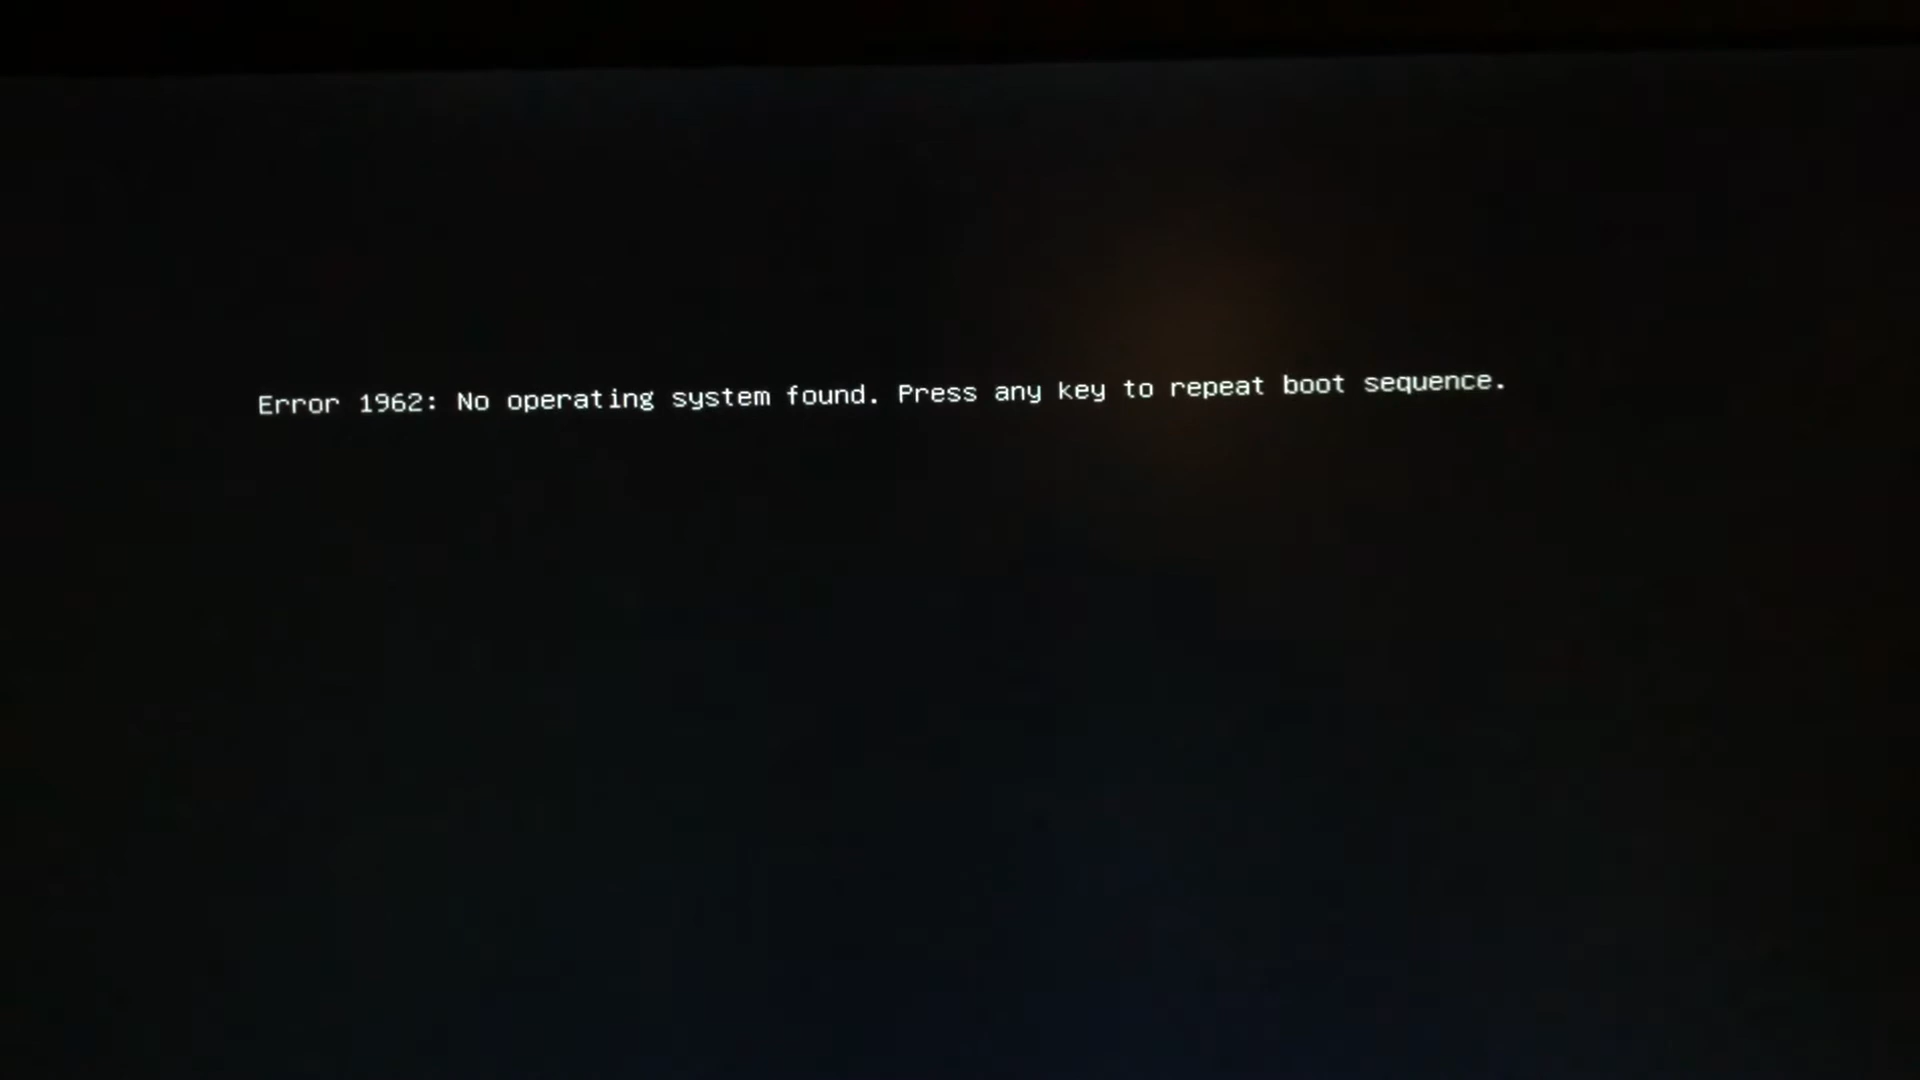 Error 1962: No operating system found. Press any key to repeat boot sequence.